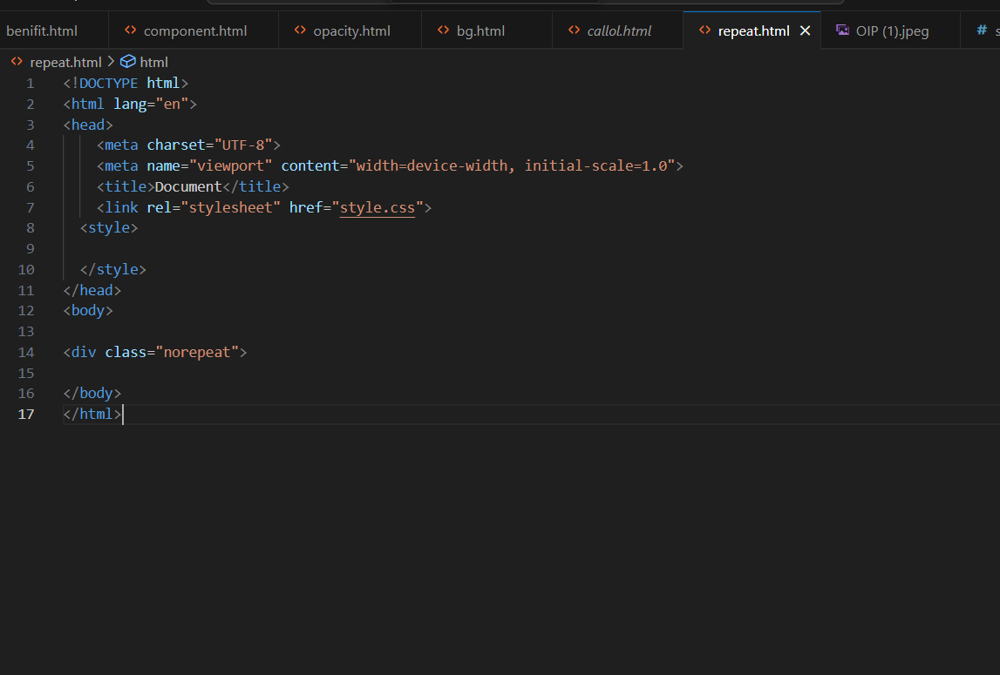 benifit.html component.html opacity.html bg.html callol.html repeat.html OIP (1).jpeg #
repeat.html > html
1 <!DOCTYPE html>
2 <html lang="en">
3 <head>
4 <meta charset="UTF-8">
5 <meta name="viewport" content="width=device-width, initial-scale=1.0">
6 <title>Document</title>
7 <link rel="stylesheet" href="style.css">
8 <style>
9
10 </style>
11 </head>
12 <body>
13
14 <div class="norepeat">
15
16 </body>
17 </html>